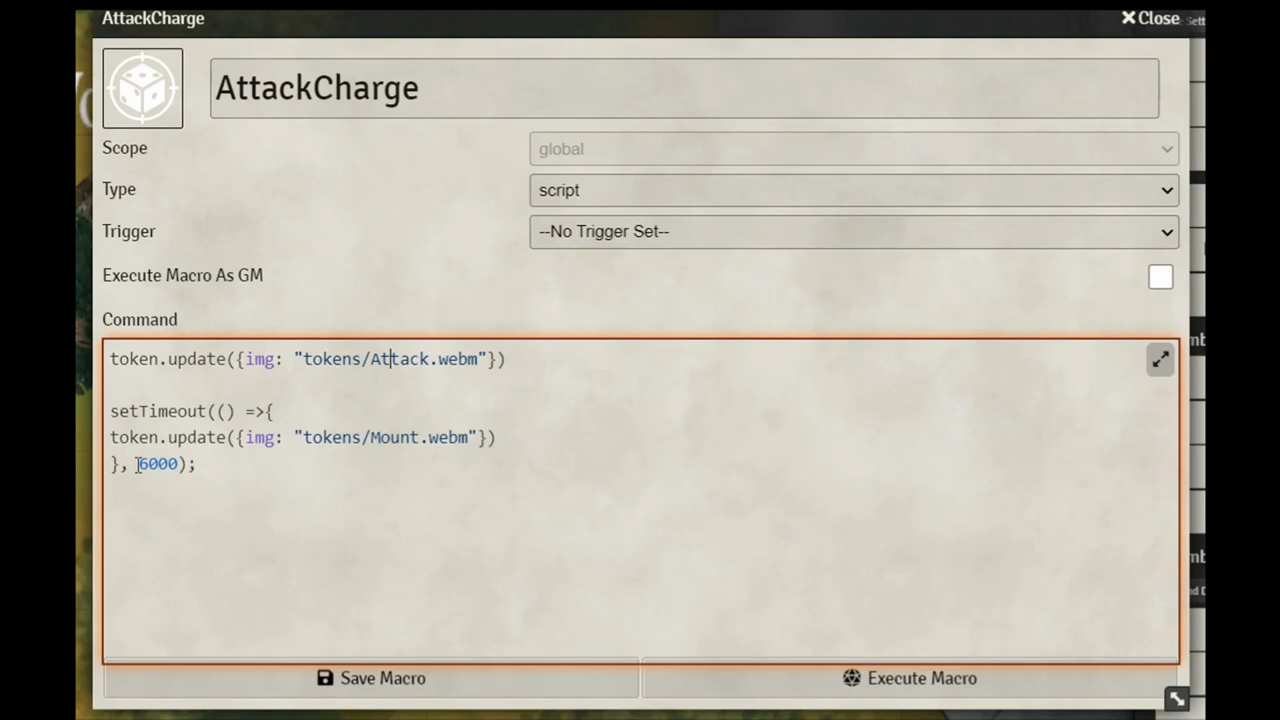 AttackCharge
Close
Sett
AttackCharge
Scope
global
Type
script
Trigger
--No Trigger Set--
Execute Macro As GM
Command
token.update({img: "tokens/Attack.webm"})
setTimeout(() =>{
token.update({img: "tokens/Mount.webm"})
}, 6000);
Save Macro
Execute Macro